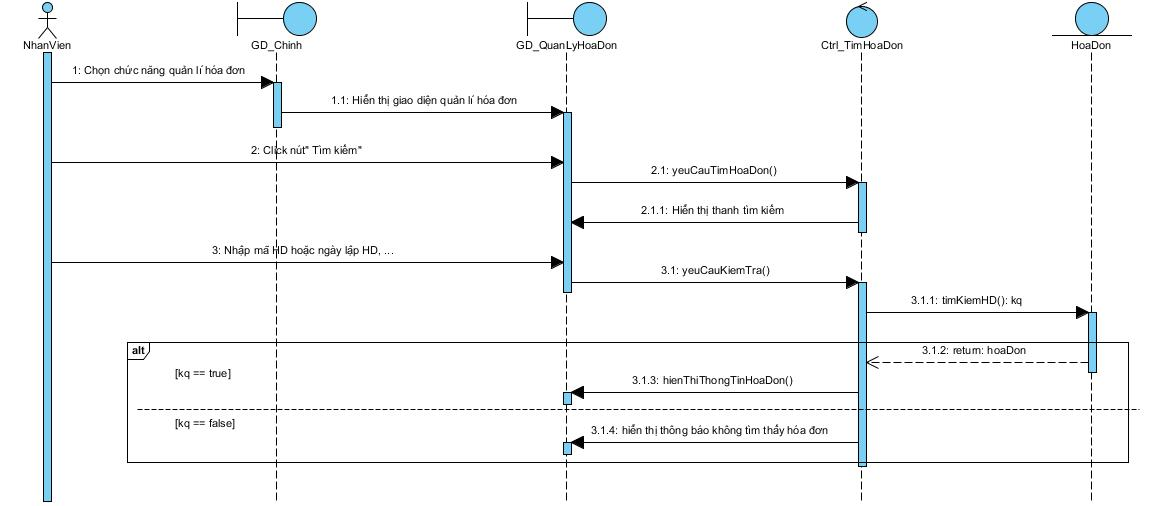 NhanVien
GD_Chinh
GD_QuanLyHoaDon
Ctrl_TimHoaDon
HoaDon
1: Chọn chức năng quản lí hóa đơn
1.1: Hiển thị giao diện quản lí hóa đơn
2: Click nút" Tìm kiếm"
2.1: yeuCauTimHoaDon()
2.1.1: Hiển thị thanh tìm kiếm
3: Nhập mã HD hoặc ngày lập HD, ...
3.1: yeuCauKiemTra()
3.1.1: timKiemHD(): kq
alt
3.1.2: return: hoaDon
[kq == true]
3.1.3: hienThiThongTinHoaDon()
[kq == false]
3.1.4: hiển thị thông báo không tìm thấy hóa đơn